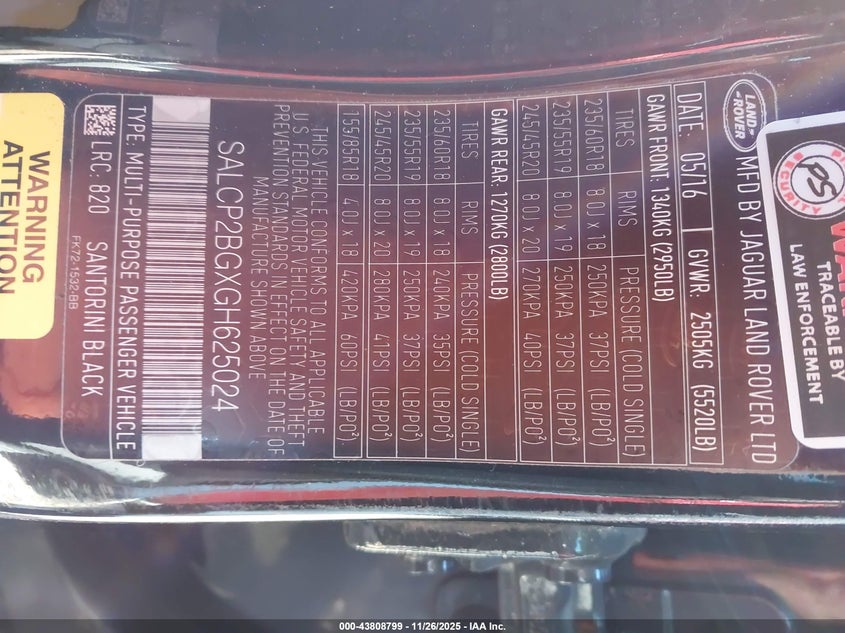 LAND ROVER
MFD BY JAGUAR LAND ROVER LTD
DATE: 05/16 GVWR: 2505KG (5520LB)
GAWR FRONT: 1340KG (2950LB)
TIRES RIMS PRESSURE (COLD SINGLE)
235/60R18 8.0J x 18 250KPA 37PSI (LB/PO²)
235/55R19 8.0J x 19 250KPA 37PSI (LB/PO²)
245/45R20 8.0J x 20 270KPA 40PSI (LB/PO²)
GAWR REAR: 1270KG (2800LB)
TIRES RIMS PRESSURE (COLD SINGLE)
235/60R18 8.0J x 18 240KPA 35PSI (LB/PO²)
235/55R19 8.0J x 19 250KPA 37PSI (LB/PO²)
245/45R20 8.0J x 20 280KPA 41PSI (LB/PO²)
155/85R18 4.0J x 18 420KPA 60PSI (LB/PO²)
THIS VEHICLE CONFORMS TO ALL APPLICABLE
U.S. FEDERAL MOTOR VEHICLE SAFETY AND THEFT
PREVENTION STANDARDS IN EFFECT ON THE DATE OF
MANUFACTURE SHOWN ABOVE
SALCP2BGXGH625024
TYPE: MULTI-PURPOSE PASSENGER VEHICLE
LRC: 820 SANTORINI BLACK
FK72-1532-BB
WARNING
ATTENTION
PS
SECURITY
TRACEABLE BY
LAW ENFORCEMENT
000-43808799 - 11/26/2025 - IAA Inc.